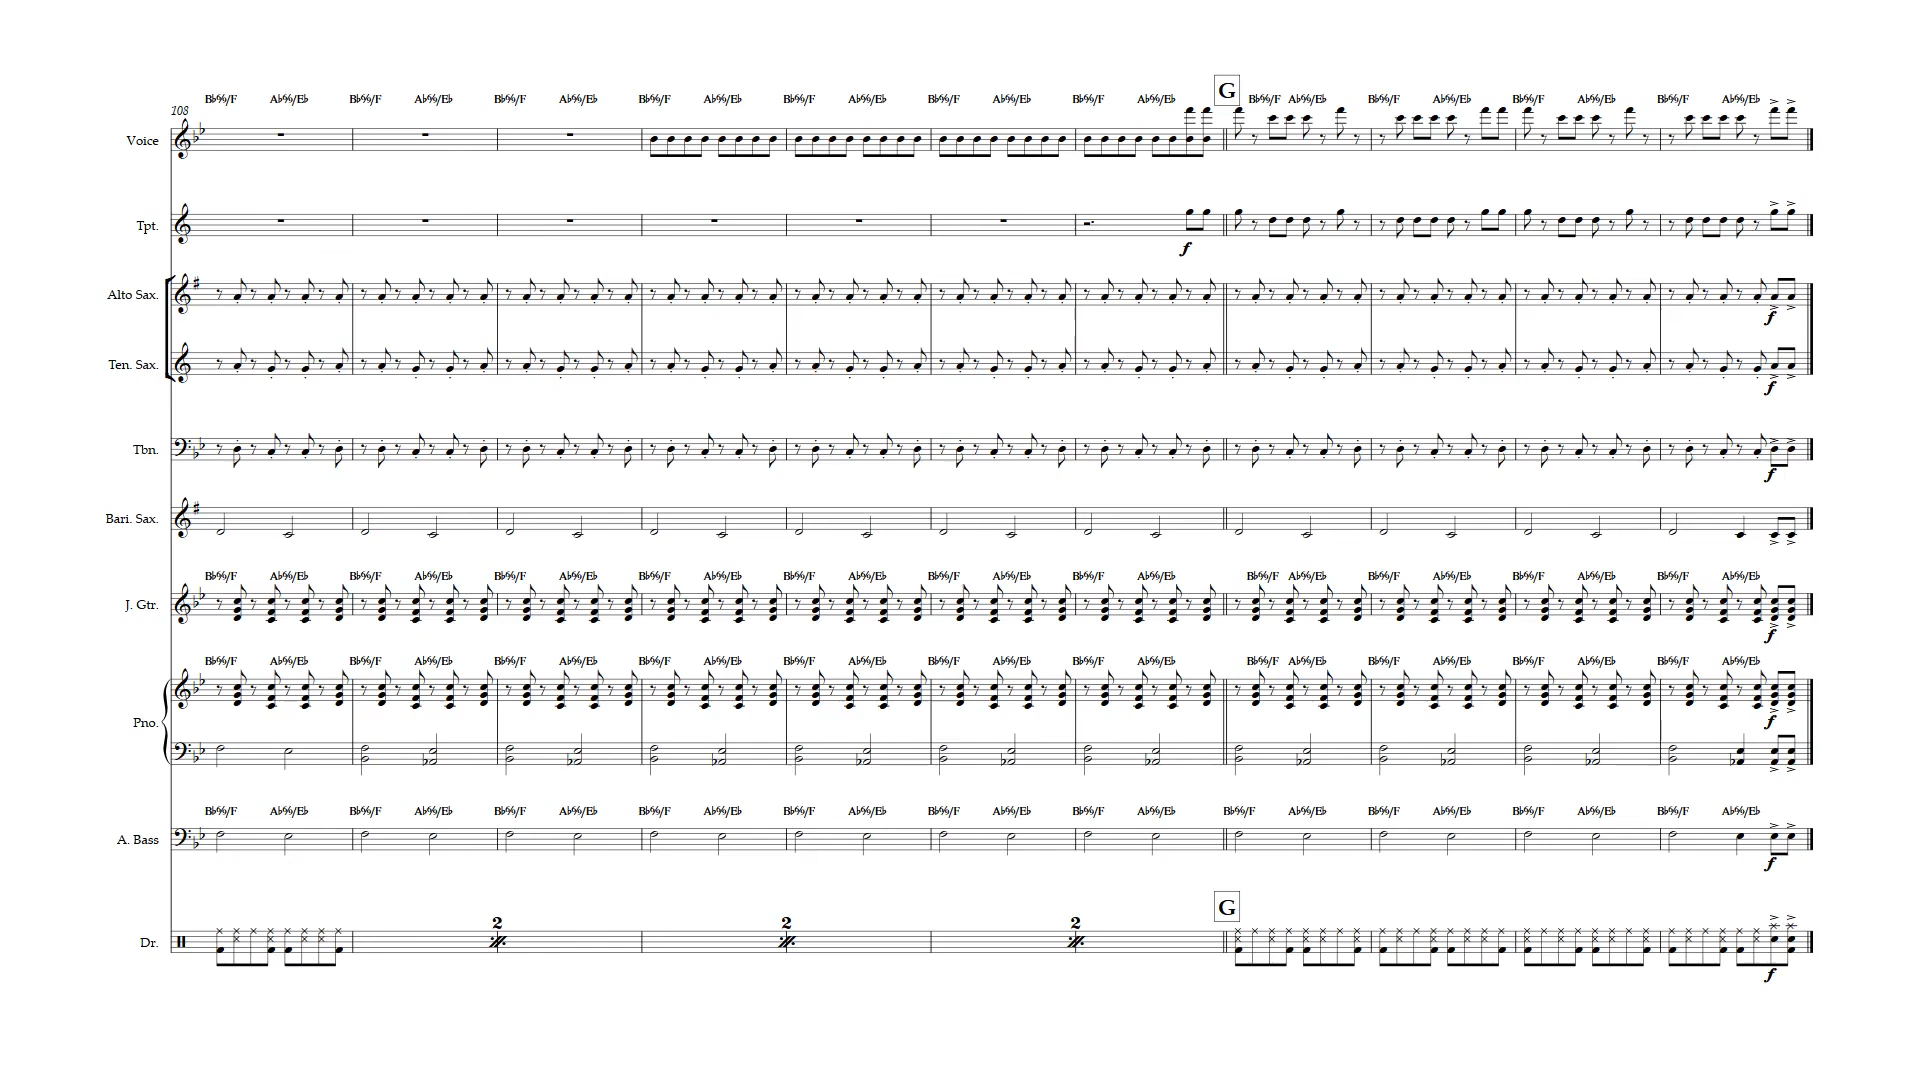 G
B♭%/F A♭%/E♭ B♭%/F A♭%/E♭ B♭%/F A♭%/E♭ B♭%/F A♭%/E♭ B♭%/F A♭%/E♭ B♭%/F A♭%/E♭ B♭%/F A♭%/E♭ B♭%/F A♭%/E♭ B♭%/F A♭%/E♭ B♭%/F A♭%/E♭ B♭%/F A♭%/E♭
108
Voice
Tpt.
f
Alto Sax.
f
Ten. Sax.
f
Tbn.
f
Bari. Sax.
B♭%/F A♭%/E♭ B♭%/F A♭%/E♭ B♭%/F A♭%/E♭ B♭%/F A♭%/E♭ B♭%/F A♭%/E♭ B♭%/F A♭%/E♭ B♭%/F A♭%/E♭ B♭%/F A♭%/E♭ B♭%/F A♭%/E♭ B♭%/F A♭%/E♭ B♭%/F A♭%/E♭
J. Gtr.
f
B♭%/F A♭%/E♭ B♭%/F A♭%/E♭ B♭%/F A♭%/E♭ B♭%/F A♭%/E♭ B♭%/F A♭%/E♭ B♭%/F A♭%/E♭ B♭%/F A♭%/E♭ B♭%/F A♭%/E♭ B♭%/F A♭%/E♭ B♭%/F A♭%/E♭ B♭%/F A♭%/E♭
Pno.
f
B♭%/F A♭%/E♭ B♭%/F A♭%/E♭ B♭%/F A♭%/E♭ B♭%/F A♭%/E♭ B♭%/F A♭%/E♭ B♭%/F A♭%/E♭ B♭%/F A♭%/E♭ B♭%/F A♭%/E♭ B♭%/F A♭%/E♭ B♭%/F A♭%/E♭ B♭%/F A♭%/E♭
A. Bass
f
G
2 2 2
Dr.
f